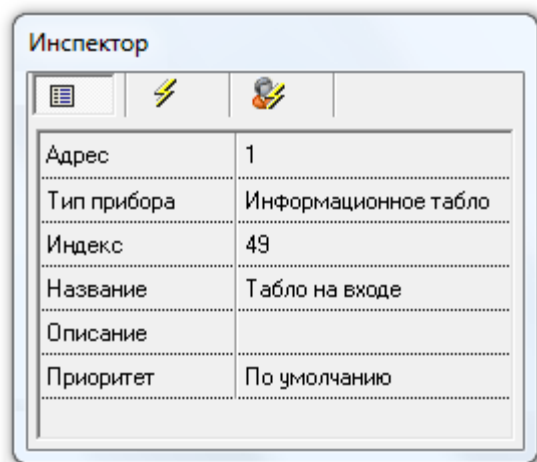 Инспектор
Адрес 1
Тип прибора Информационное табло
Индекс 49
Название Табло на входе
Описание
Приоритет По умолчанию